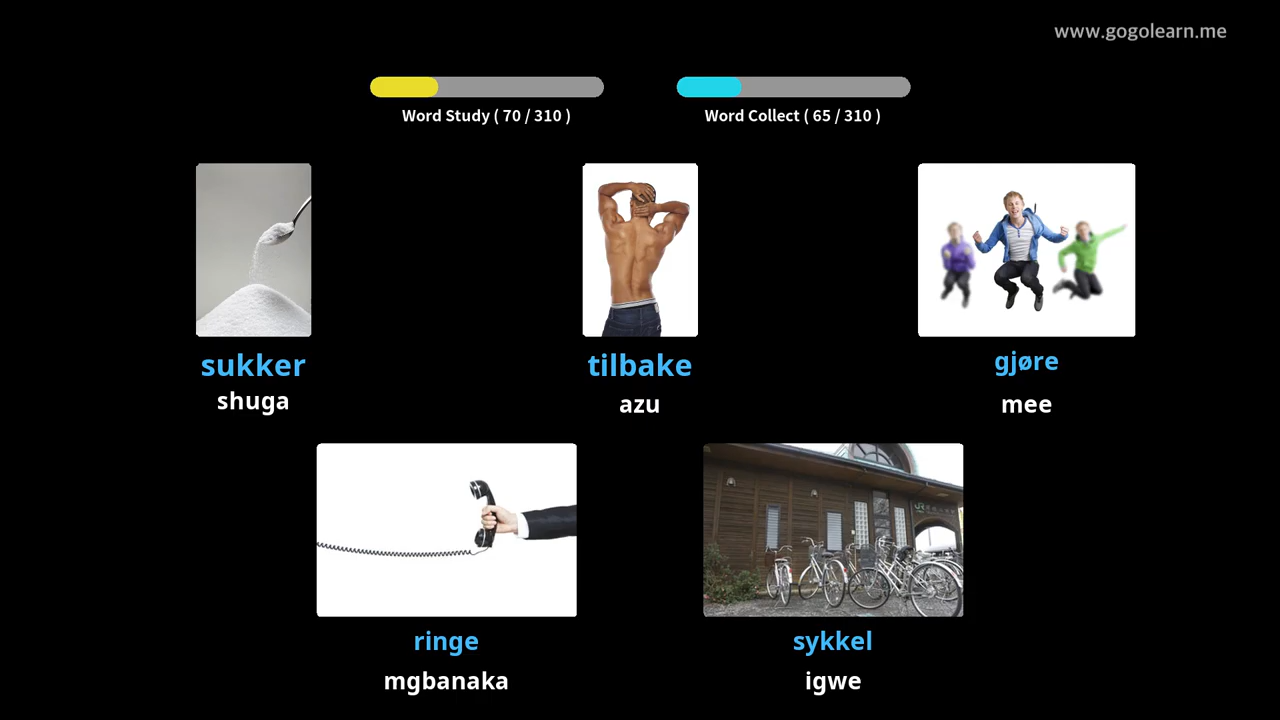 www.gogolearn.me
Word Study ( 70 / 310 )
Word Collect ( 65 / 310 )
sukker
shuga
tilbake
azu
gjøre
mee
ringe
mgbanaka
sykkel
igwe